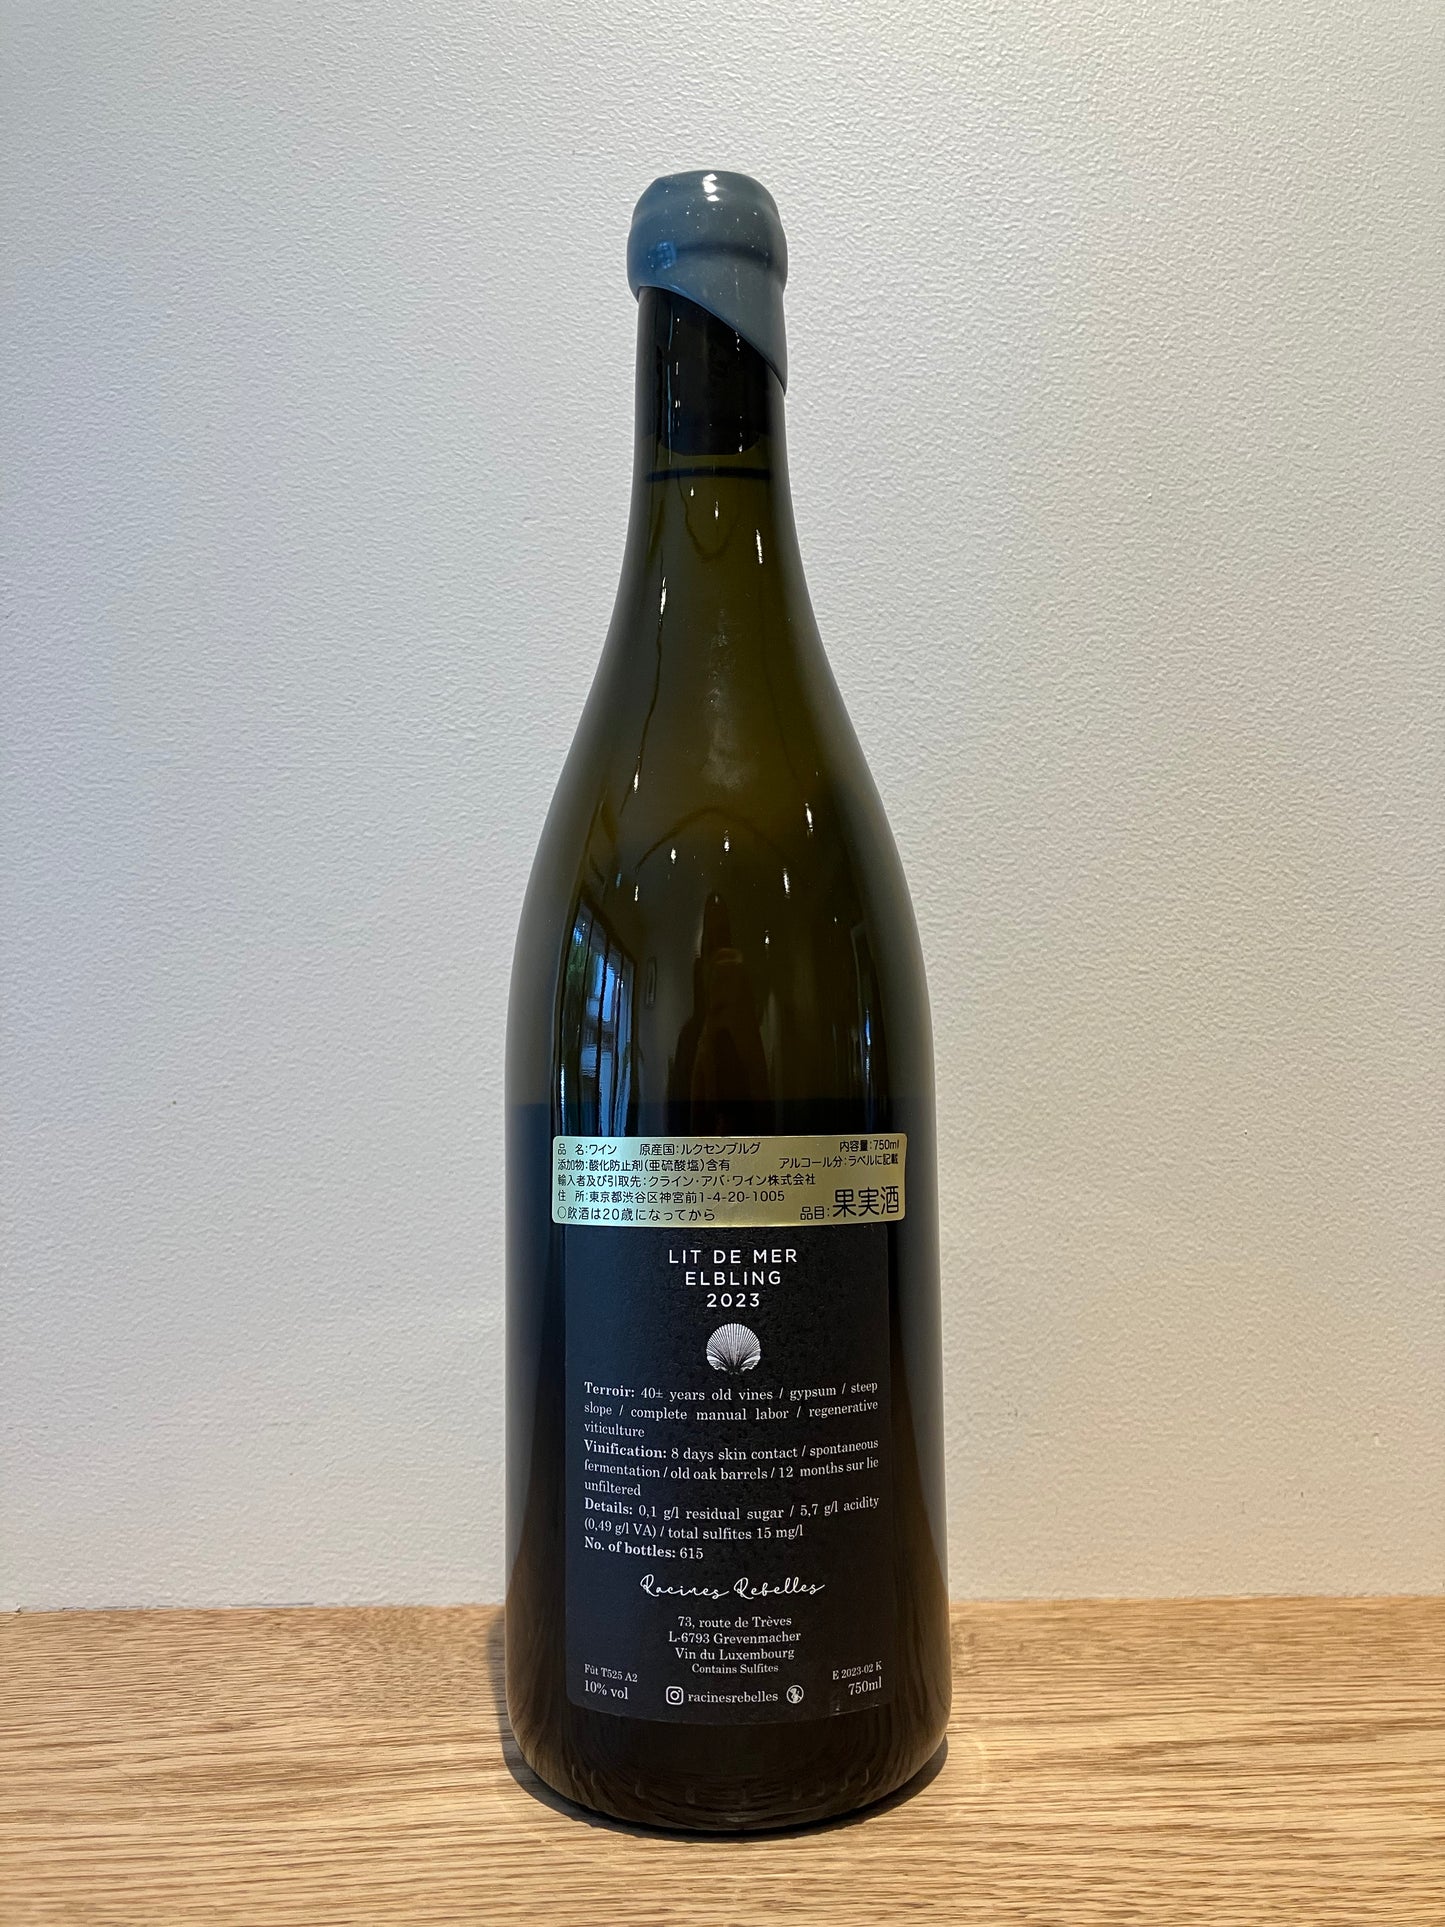 品 名:ワイン 原産国:ルクセンブルグ 内容量:750ml
添加物:酸化防止剤(亜硫酸塩)含有 アルコール分:ラベルに記載
輸入者及び引取先:クライン・アバ・ワイン株式会社
住 所:東京都渋谷区神宮前1-4-20-1005
○飲酒は20歳になってから 品目:果実酒
LIT DE MER
ELBLING
2023
Terroir: 40± years old vines / gypsum / steep
slope / complete manual labor / regenerative
viticulture
Vinification: 8 days skin contact / spontaneous
fermentation / old oak barrels / 12 months sur lie
unfiltered
Details: 0,1 g/l residual sugar / 5,7 g/l acidity
(0,49 g/l VA) / total sulfites 15 mg/l
No. of bottles: 615
Racines Rebelles
73, route de Trèves
L-6793 Grevenmacher
Vin du Luxembourg
Contains Sulfites
Fût T525 A2 E 2023-02 K
10% vol racinesrebelles 750ml